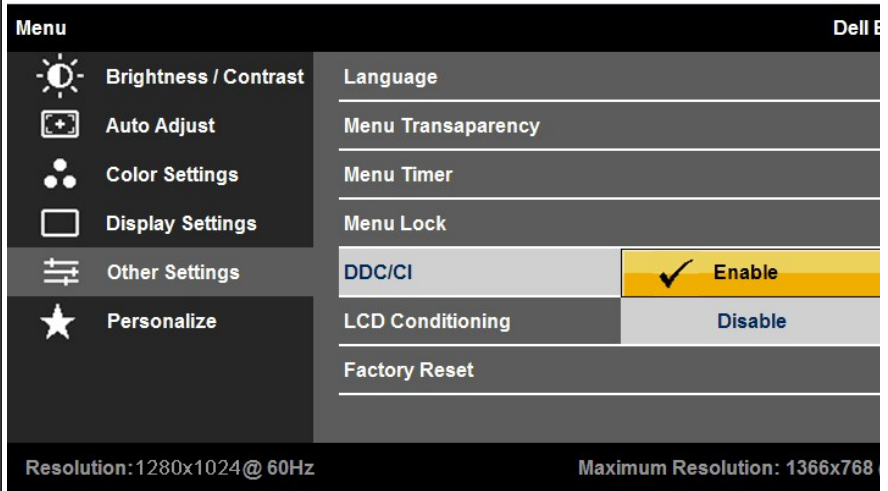 Menu Dell E
Brightness / Contrast Language
Auto Adjust Menu Transaparency
Color Settings Menu Timer
Display Settings Menu Lock
Other Settings DDC/CI Enable
Personalize LCD Conditioning Disable
Factory Reset
Resolution:1280x1024@ 60Hz Maximum Resolution: 1366x768